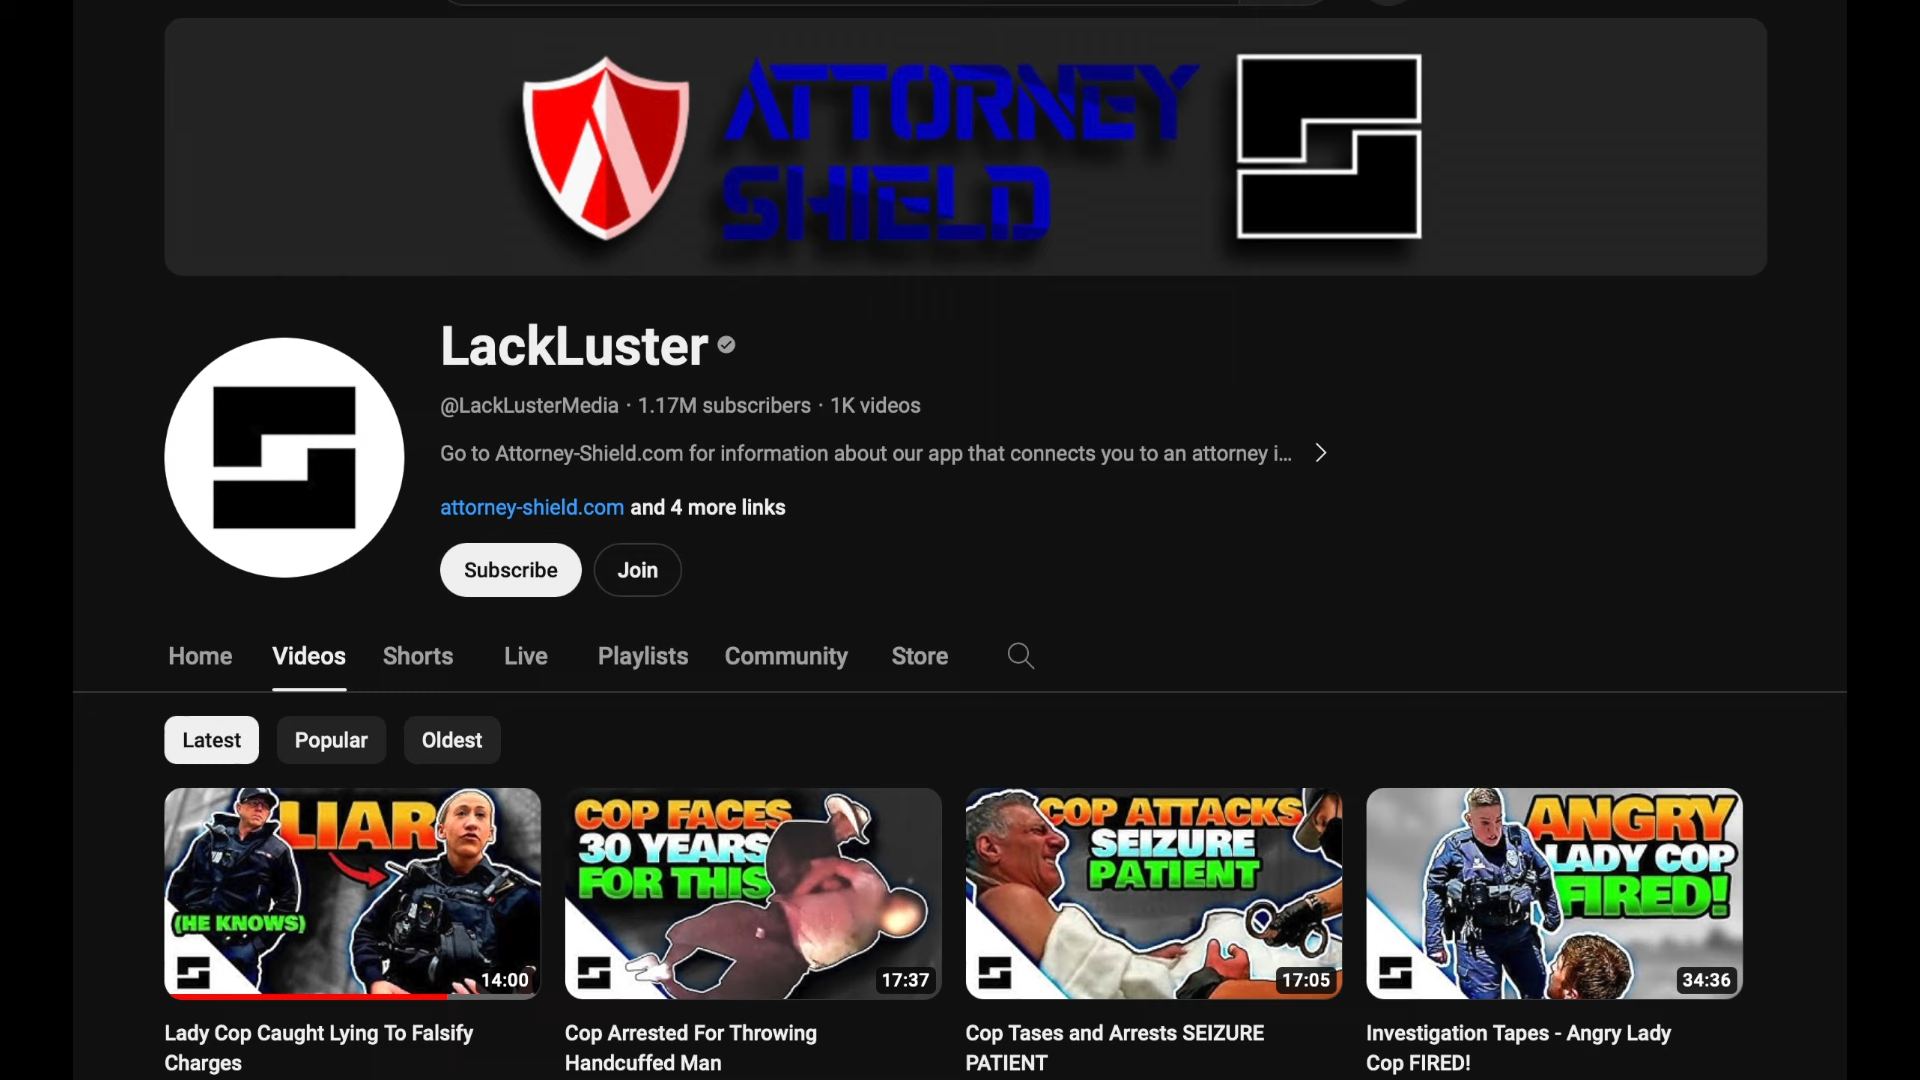 ATTORNEY
SHIELD
LackLuster
@LackLusterMedia · 1.17M subscribers · 1K videos
Go to Attorney-Shield.com for information about our app that connects you to an attorney i...
attorney-shield.com and 4 more links
Subscribe
Join
Home
Videos
Shorts
Live
Playlists
Community
Store
Latest
Popular
Oldest
LIAR
(HE KNOWS)
14:00
COP FACES
30 YEARS
FOR THIS
17:37
COP ATTACKS
SEIZURE
PATIENT
17:05
ANGRY
LADY COP
FIRED!
34:36
Lady Cop Caught Lying To Falsify
Charges
Cop Arrested For Throwing
Handcuffed Man
Cop Tases and Arrests SEIZURE
PATIENT
Investigation Tapes - Angry Lady
Cop FIRED!